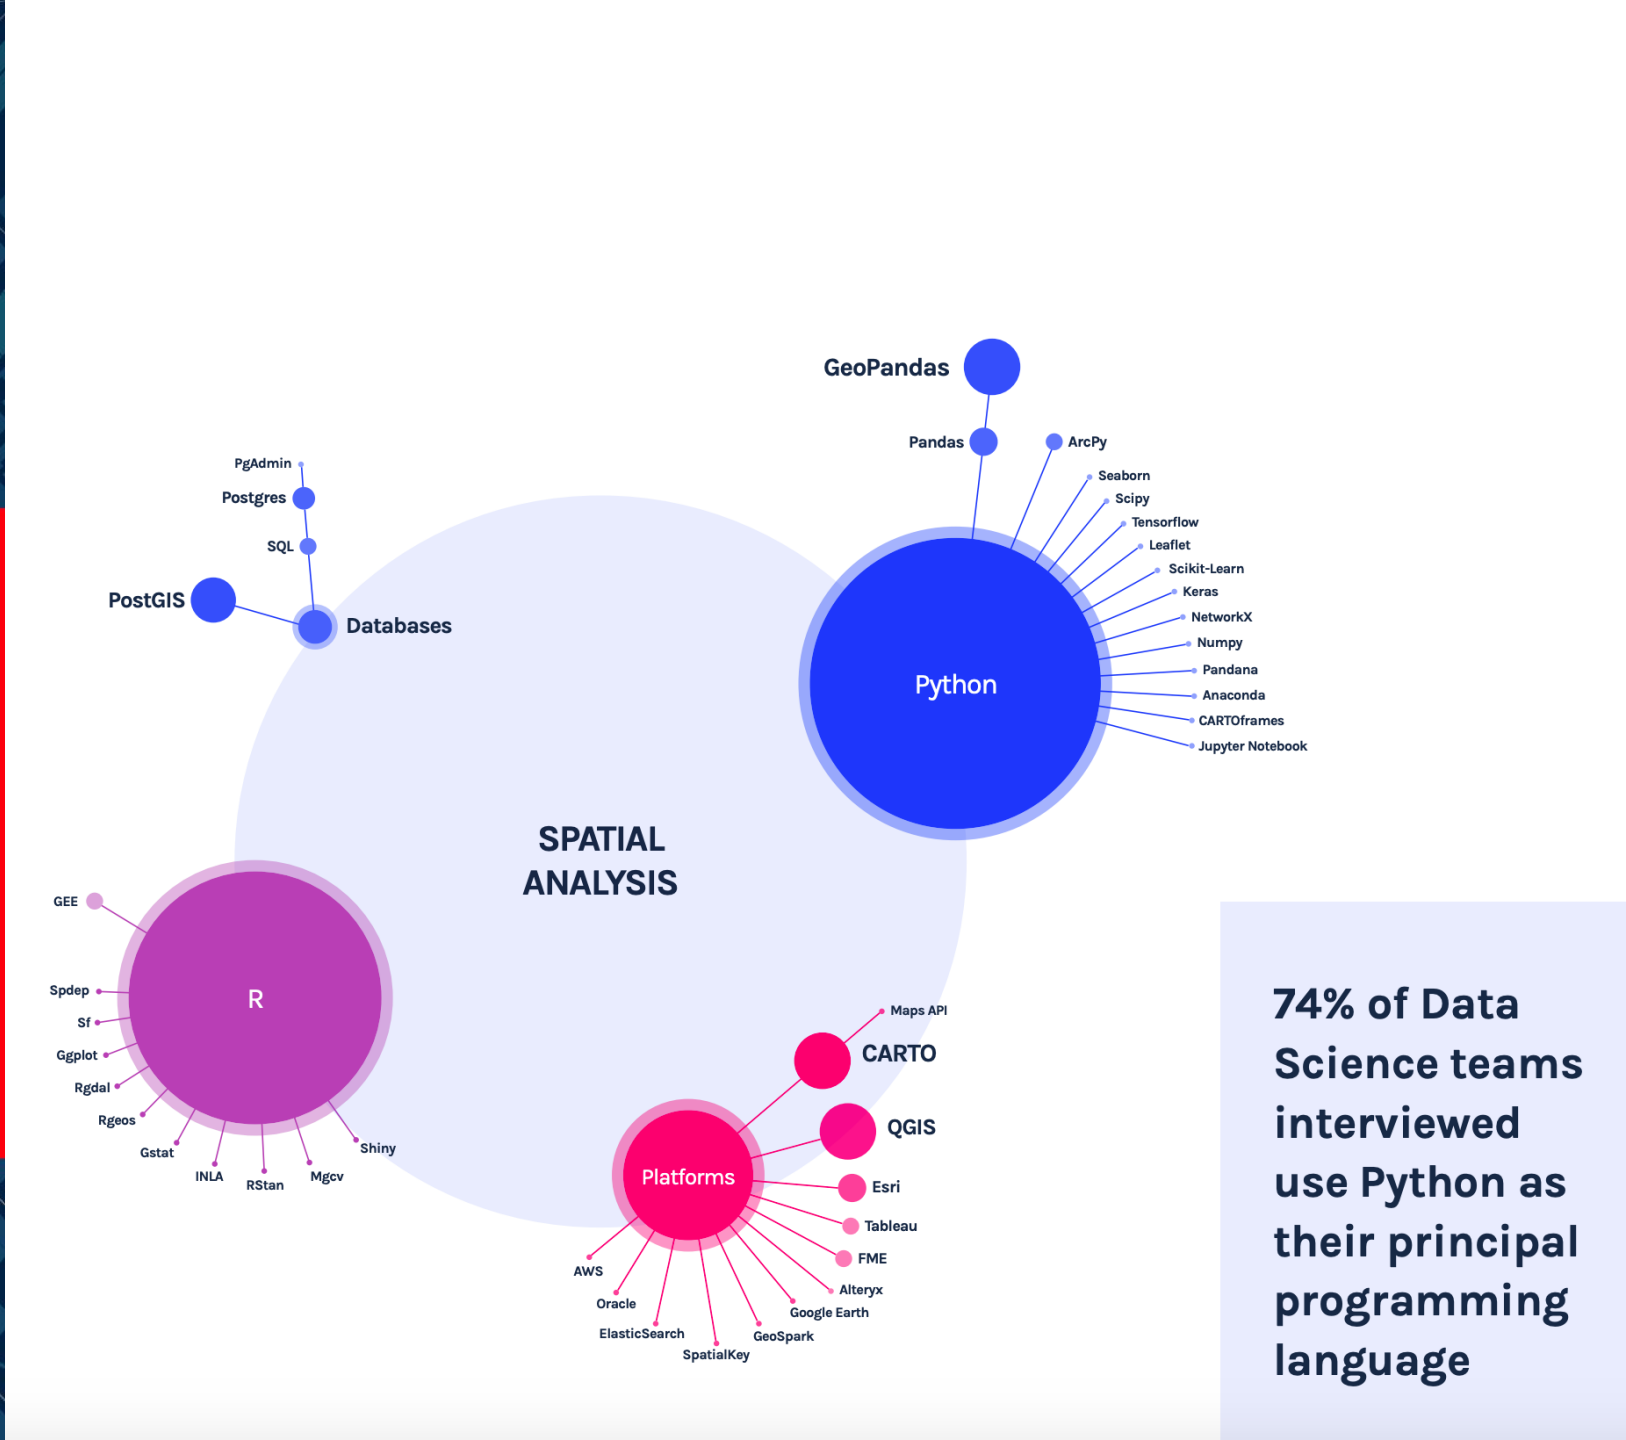 GeoPandas
Pandas
ArcPy
Seaborn
Scipy
Tensorflow
Leaflet
Scikit-Learn
Keras
NetworkX
Numpy
Pandana
Anaconda
CARTOframes
Jupyter Notebook
Python
PgAdmin
Postgres
SQL
PostGIS
Databases
SPATIAL
ANALYSIS
GEE
R
Spdep
Sf
Ggplot
Rgdal
Rgeos
Gstat
INLA
RStan
Mgcv
Shiny
Maps API
CARTO
QGIS
Platforms
Esri
Tableau
FME
Alteryx
Google Earth
GeoSpark
SpatialKey
ElasticSearch
Oracle
AWS
74% of Data
Science teams
interviewed
use Python as
their principal
programming
language